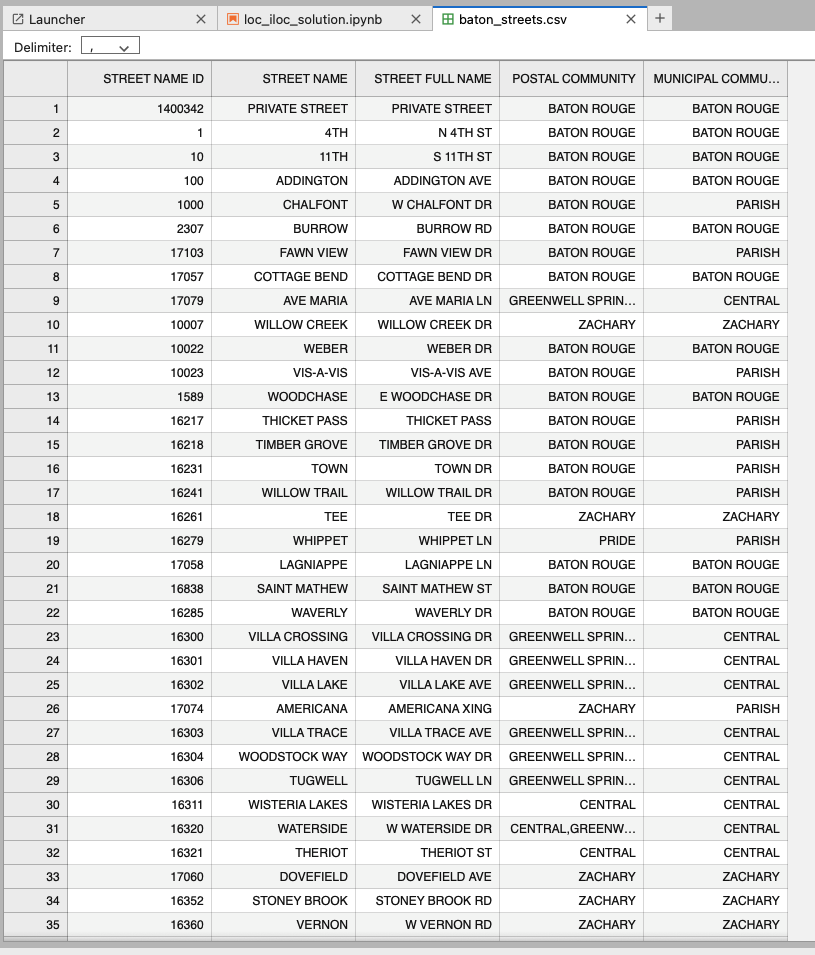 Launcher loc_iloc_solution.ipynb baton_streets.csv
Delimiter: ,
STREET NAME ID STREET NAME STREET FULL NAME POSTAL COMMUNITY MUNICIPAL COMMU...
1 1400342 PRIVATE STREET PRIVATE STREET BATON ROUGE BATON ROUGE
2 1 4TH N 4TH ST BATON ROUGE BATON ROUGE
3 10 11TH S 11TH ST BATON ROUGE BATON ROUGE
4 100 ADDINGTON ADDINGTON AVE BATON ROUGE BATON ROUGE
5 1000 CHALFONT W CHALFONT DR BATON ROUGE PARISH
6 2307 BURROW BURROW RD BATON ROUGE BATON ROUGE
7 17103 FAWN VIEW FAWN VIEW DR BATON ROUGE PARISH
8 17057 COTTAGE BEND COTTAGE BEND DR BATON ROUGE BATON ROUGE
9 17079 AVE MARIA AVE MARIA LN GREENWELL SPRIN... CENTRAL
10 10007 WILLOW CREEK WILLOW CREEK DR ZACHARY ZACHARY
11 10022 WEBER WEBER DR BATON ROUGE BATON ROUGE
12 10023 VIS-A-VIS VIS-A-VIS AVE BATON ROUGE PARISH
13 1589 WOODCHASE E WOODCHASE DR BATON ROUGE BATON ROUGE
14 16217 THICKET PASS THICKET PASS BATON ROUGE PARISH
15 16218 TIMBER GROVE TIMBER GROVE DR BATON ROUGE PARISH
16 16231 TOWN TOWN DR BATON ROUGE PARISH
17 16241 WILLOW TRAIL WILLOW TRAIL DR BATON ROUGE PARISH
18 16261 TEE TEE DR ZACHARY ZACHARY
19 16279 WHIPPET WHIPPET LN PRIDE PARISH
20 17058 LAGNIAPPE LAGNIAPPE LN BATON ROUGE BATON ROUGE
21 16838 SAINT MATHEW SAINT MATHEW ST BATON ROUGE BATON ROUGE
22 16285 WAVERLY WAVERLY DR BATON ROUGE BATON ROUGE
23 16300 VILLA CROSSING VILLA CROSSING DR GREENWELL SPRIN... CENTRAL
24 16301 VILLA HAVEN VILLA HAVEN DR GREENWELL SPRIN... CENTRAL
25 16302 VILLA LAKE VILLA LAKE AVE GREENWELL SPRIN... CENTRAL
26 17074 AMERICANA AMERICANA XING ZACHARY PARISH
27 16303 VILLA TRACE VILLA TRACE AVE GREENWELL SPRIN... CENTRAL
28 16304 WOODSTOCK WAY WOODSTOCK WAY DR GREENWELL SPRIN... CENTRAL
29 16306 TUGWELL TUGWELL LN GREENWELL SPRIN... CENTRAL
30 16311 WISTERIA LAKES WISTERIA LAKES DR CENTRAL CENTRAL
31 16320 WATERSIDE W WATERSIDE DR CENTRAL,GREENW... CENTRAL
32 16321 THERIOT THERIOT ST CENTRAL CENTRAL
33 17060 DOVEFIELD DOVEFIELD AVE ZACHARY ZACHARY
34 16352 STONEY BROOK STONEY BROOK RD ZACHARY ZACHARY
35 16360 VERNON W VERNON RD ZACHARY ZACHARY